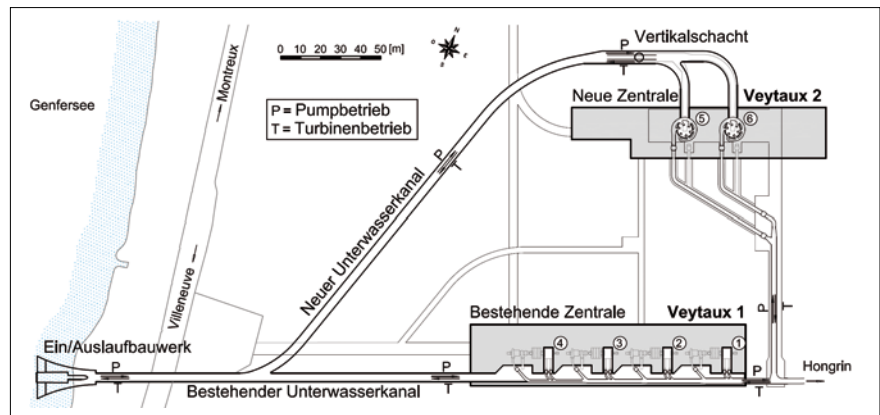 0 10 20 30 40 50 [m]
N
O
E
S
P
T
Vertikalschacht
Genfersee
Montreux
P = Pumpbetrieb
T = Turbinenbetrieb
Neue Zentrale
Veytaux 2
5
6
P
T
Neuer Unterwasserkanal
Villeneuve
P
T
Bestehende Zentrale
Veytaux 1
4
3
2
1
Ein/Auslaufbauwerk
P
T
P
T
P
T
Hongrin
Bestehender Unterwasserkanal